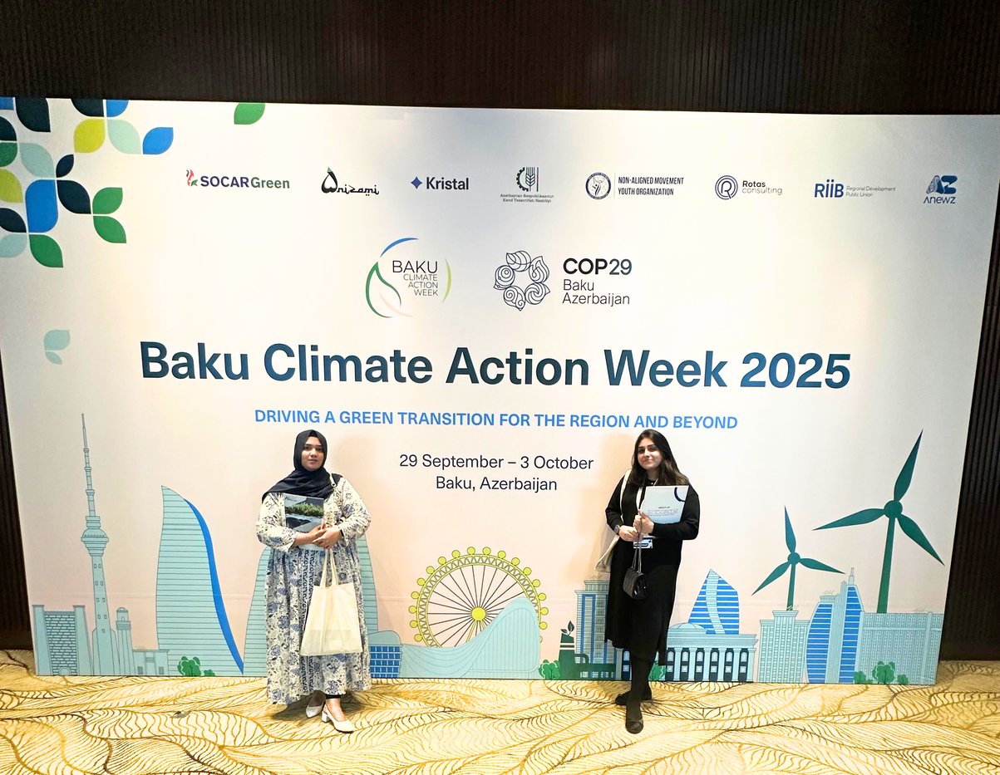 SOCAR Green
nizami
Kristal
Azərbaycan Respublikasının
Kənd Təsərrüfatı Nazirliyi
NON-ALIGNED MOVEMENT
YOUTH ORGANIZATION
Rotas
consulting
RiiB Regional Development
Public Union
ANEWZ
BAKU
CLIMATE
ACTION
WEEK
COP29
Baku
Azerbaijan
Baku Climate Action Week 2025
DRIVING A GREEN TRANSITION FOR THE REGION AND BEYOND
29 September – 3 October
Baku, Azerbaijan